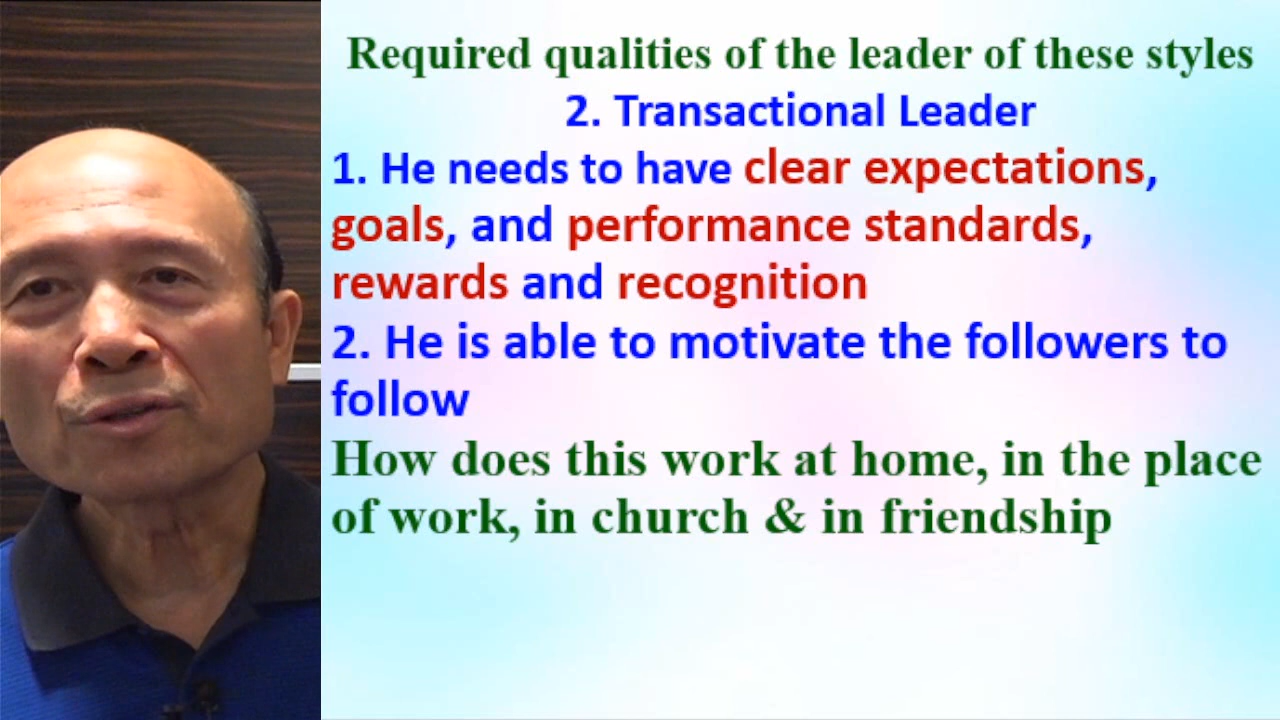 Required qualities of the leader of these styles
2. Transactional Leader
1. He needs to have clear expectations,
goals, and performance standards,
rewards and recognition
2. He is able to motivate the followers to
follow
How does this work at home, in the place
of work, in church & in friendship